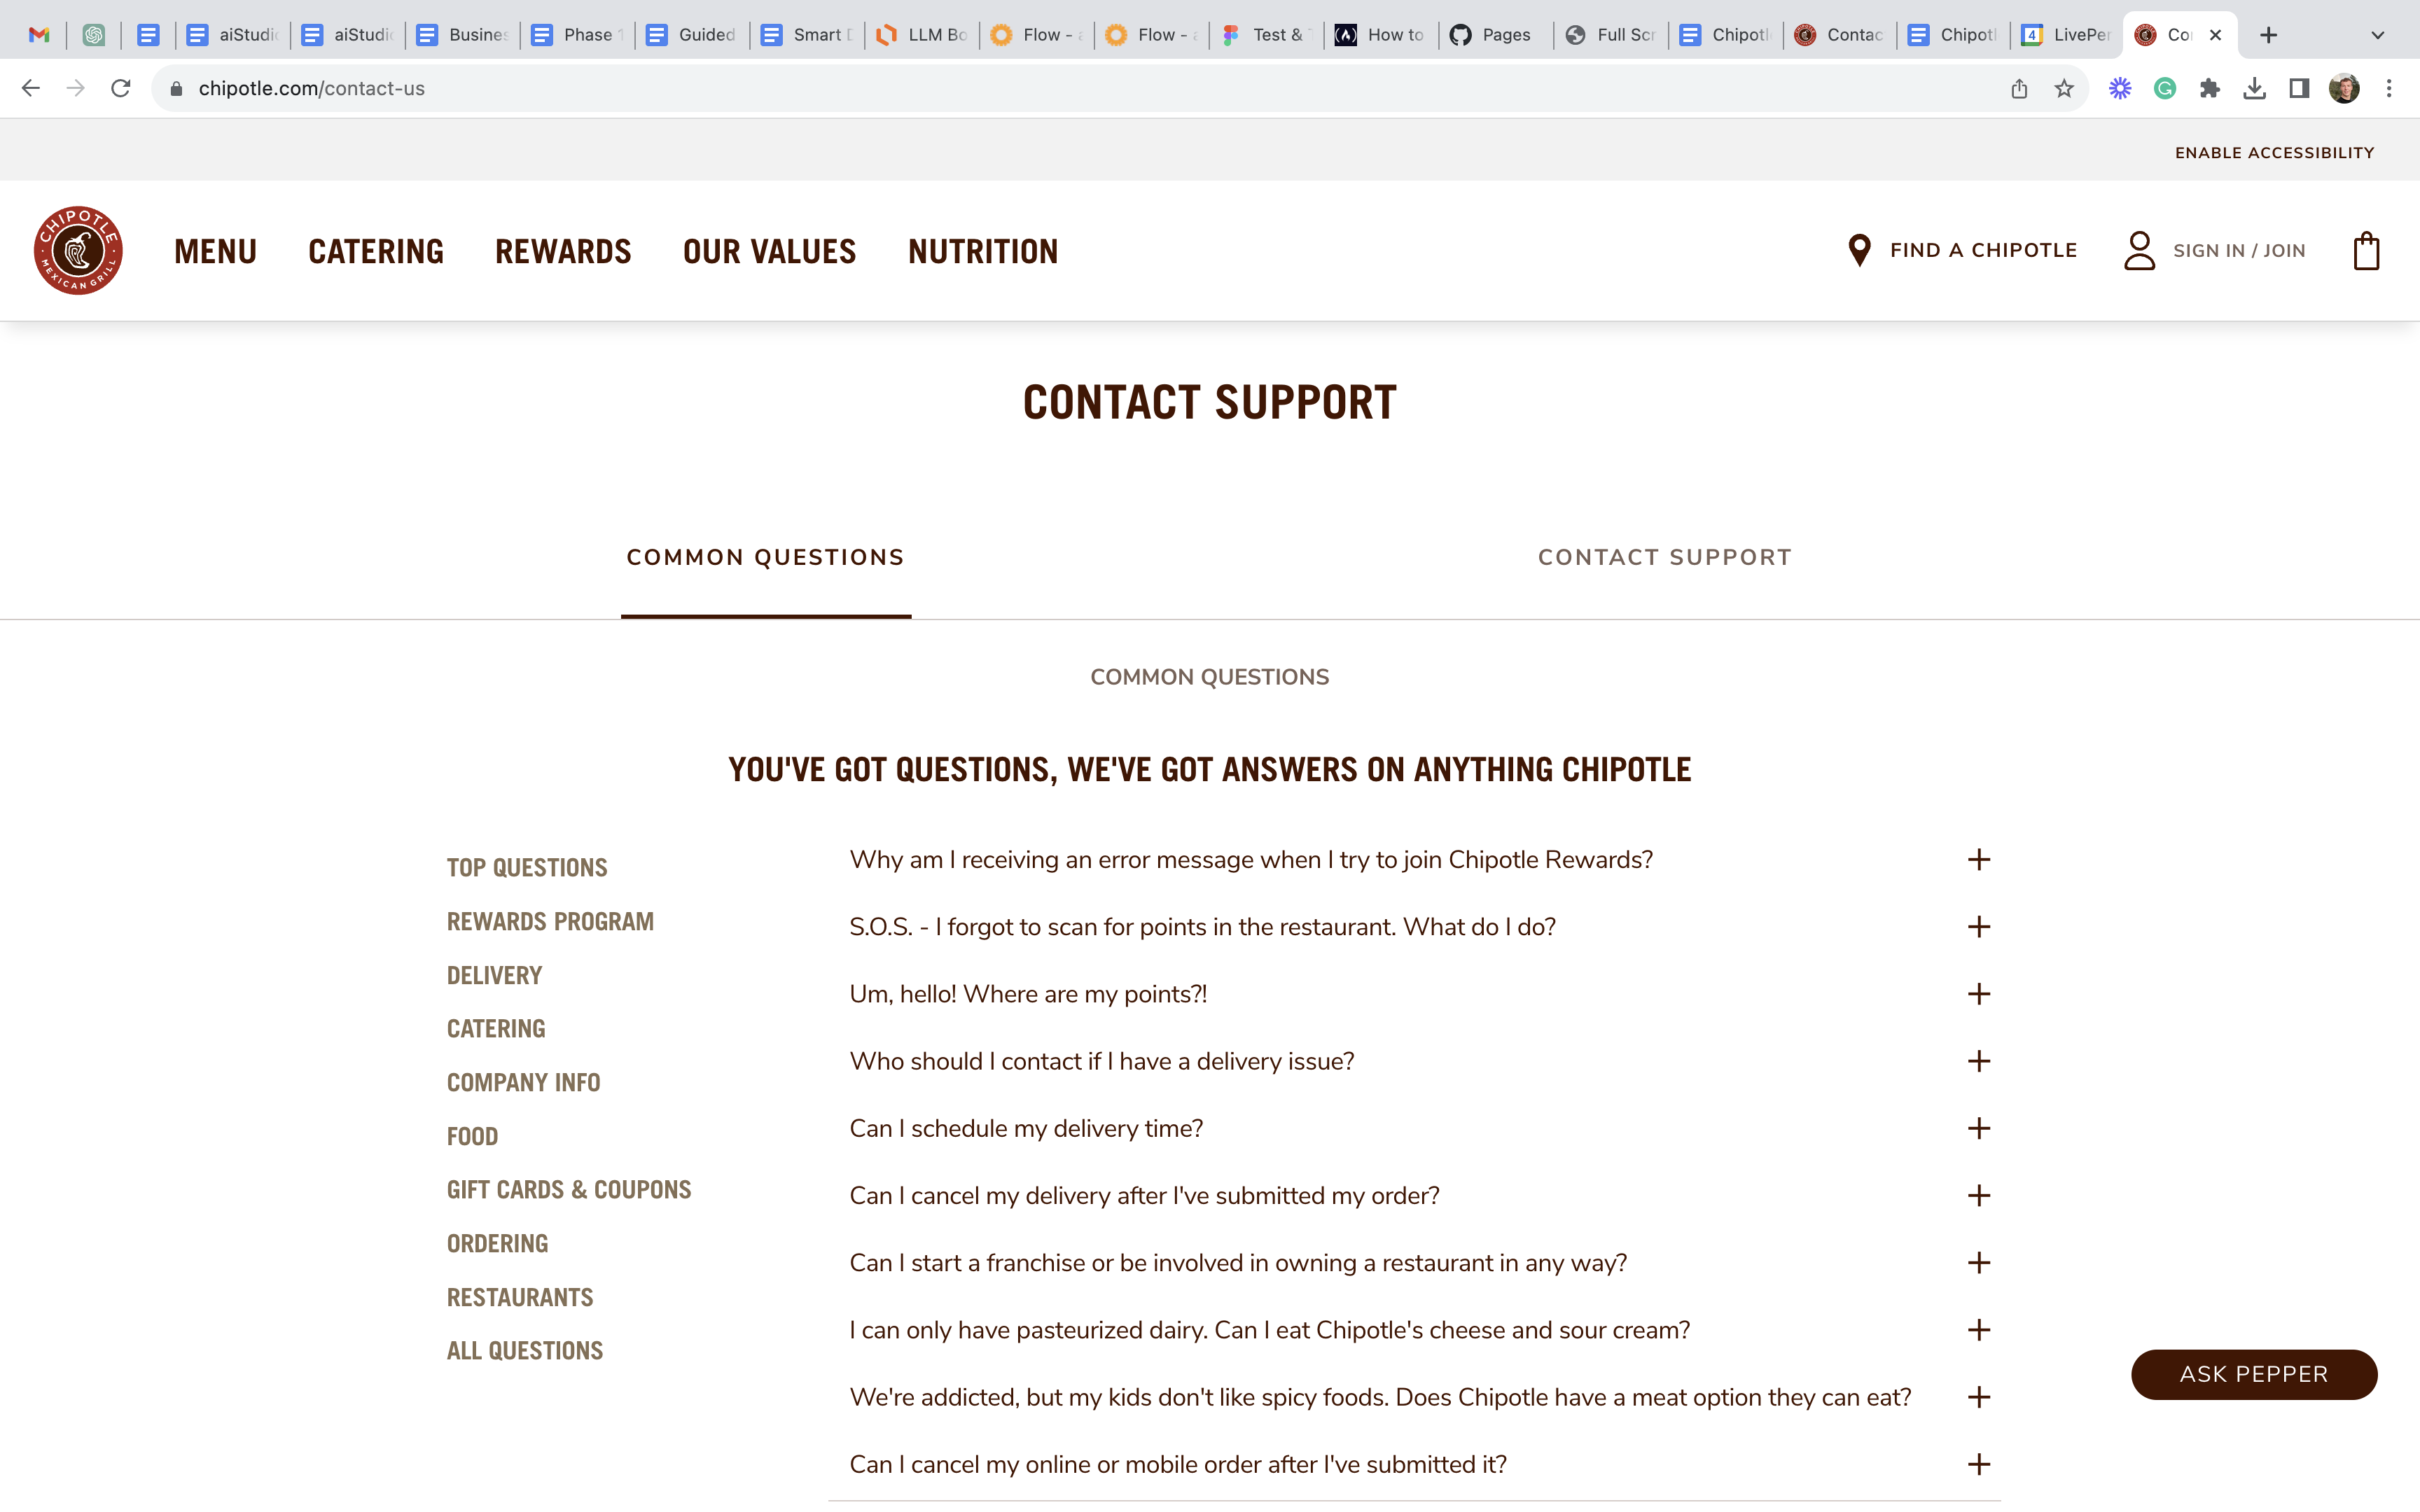 aiStudi
aiStudi
Busines
Phase 1
Guided
Smart D
LLM Bo
Flow - a
Flow - a
Test & T
How to
Pages
Full Scr
Chipotl
Contac
Chipotl
4
LivePer
Co
chipotle.com/contact-us
ENABLE ACCESSIBILITY
CHIPOTLE
MEXICAN GRILL
MENU
CATERING
REWARDS
OUR VALUES
NUTRITION
FIND A CHIPOTLE
SIGN IN / JOIN
CONTACT SUPPORT
COMMON QUESTIONS
CONTACT SUPPORT
COMMON QUESTIONS
YOU'VE GOT QUESTIONS, WE'VE GOT ANSWERS ON ANYTHING CHIPOTLE
TOP QUESTIONS
REWARDS PROGRAM
DELIVERY
CATERING
COMPANY INFO
FOOD
GIFT CARDS & COUPONS
ORDERING
RESTAURANTS
ALL QUESTIONS
Why am I receiving an error message when I try to join Chipotle Rewards?
S.O.S. - I forgot to scan for points in the restaurant. What do I do?
Um, hello! Where are my points?!
Who should I contact if I have a delivery issue?
Can I schedule my delivery time?
Can I cancel my delivery after I've submitted my order?
Can I start a franchise or be involved in owning a restaurant in any way?
I can only have pasteurized dairy. Can I eat Chipotle's cheese and sour cream?
We're addicted, but my kids don't like spicy foods. Does Chipotle have a meat option they can eat?
Can I cancel my online or mobile order after I've submitted it?
ASK PEPPER